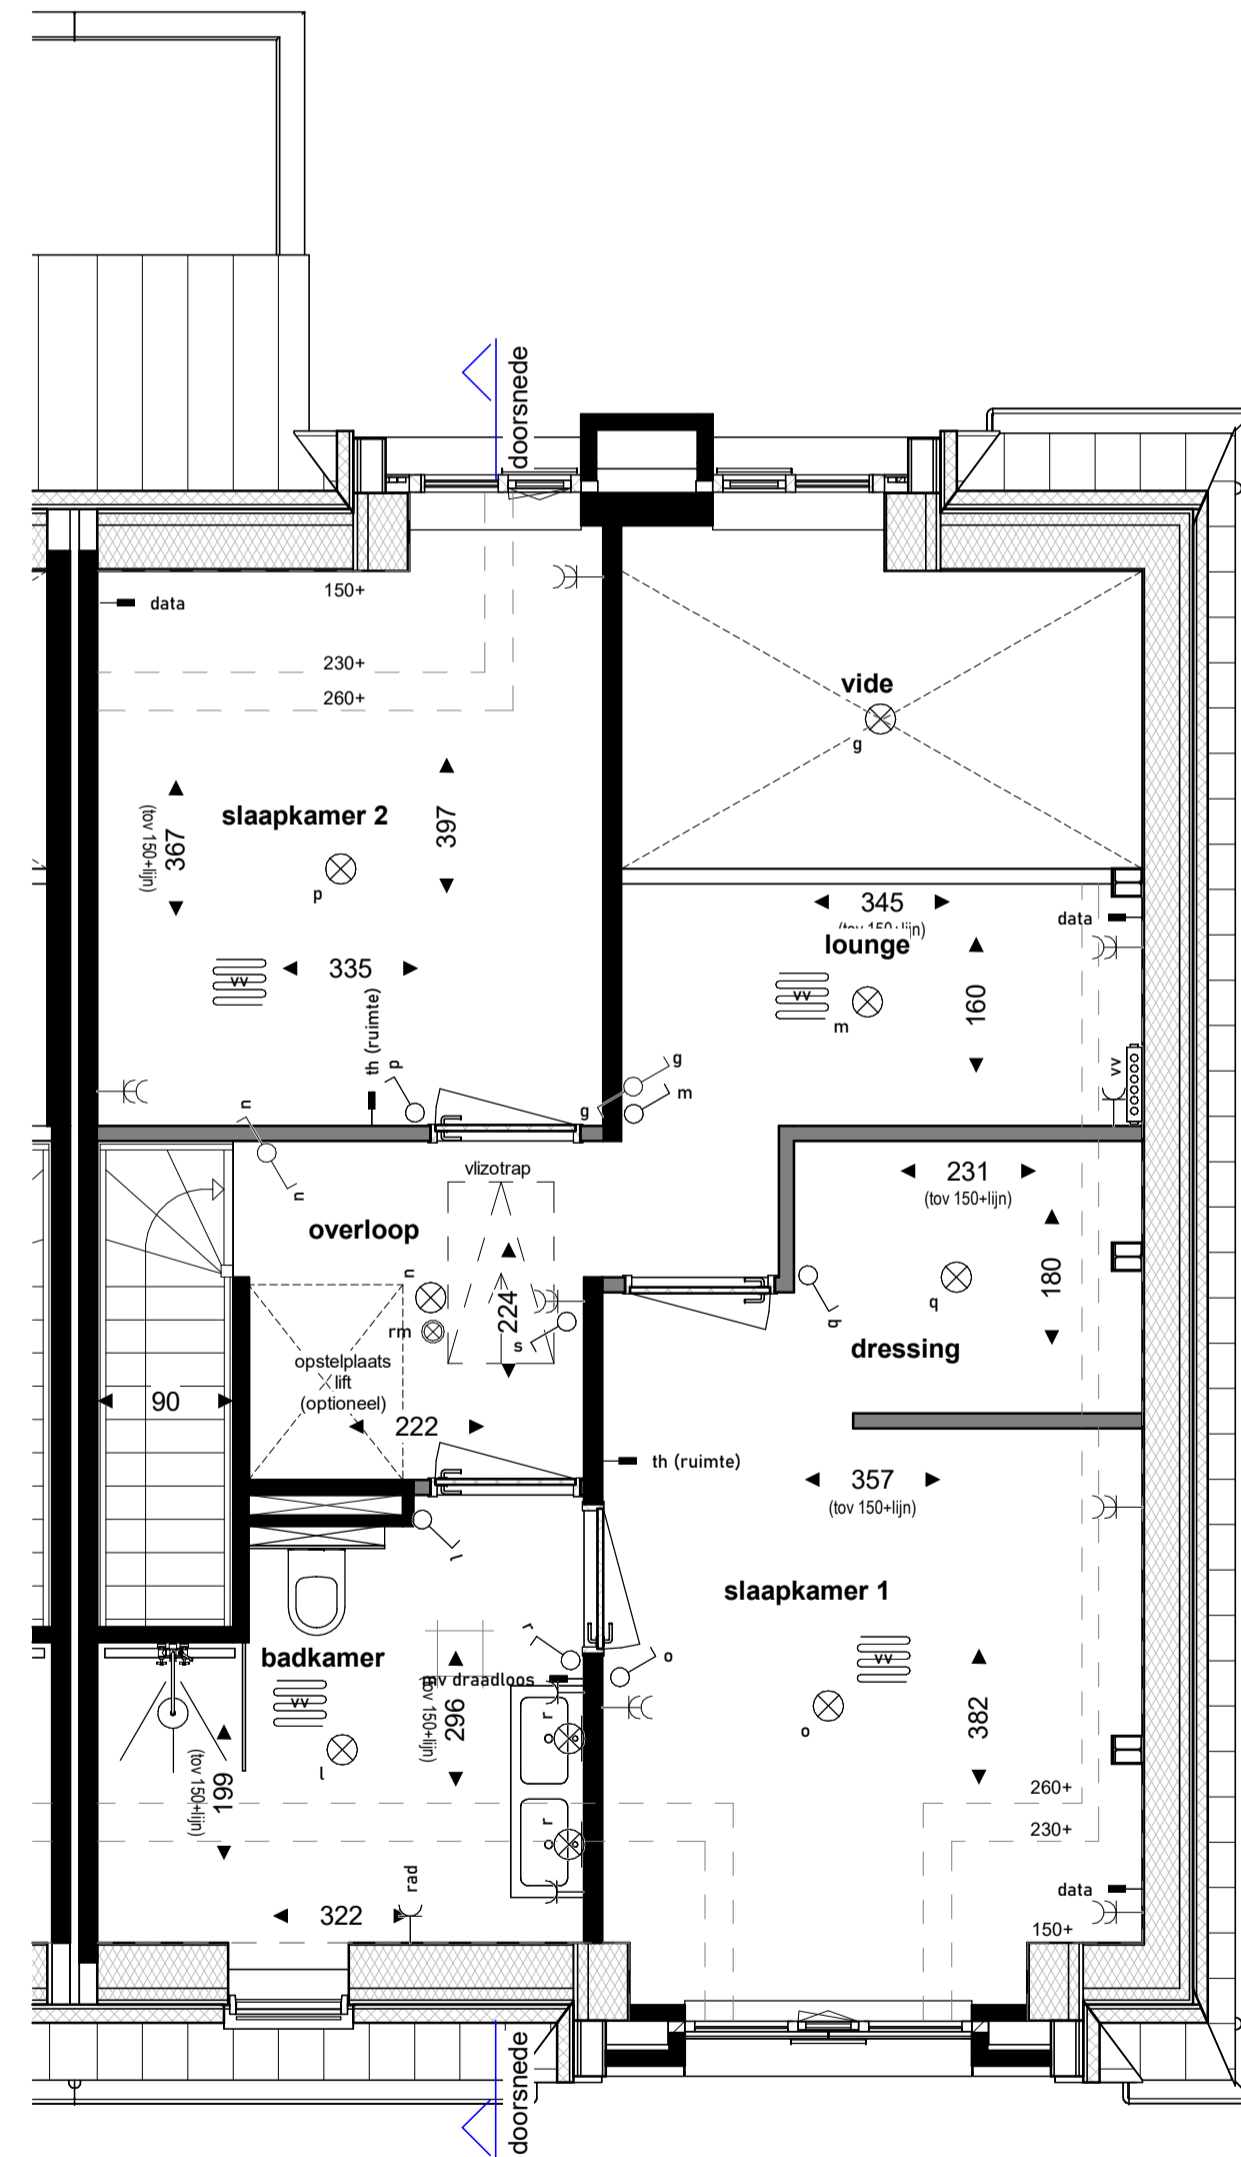 doorsnede
150+
data
230+
260+
vide
g
slaapkamer 2
397
367
(tov 150+lijn)
p
345
(tov 150+lijn)
data
lounge
335
vv
vv
160
m
th (ruimte)
p
g
m
g
vv
n
n
vlizotrap
231
(tov 150+lijn)
overloop
180
n
q
q
224
rm
s
dressing
opstelplaats
lift
(optioneel)
90
222
th (ruimte)
357
(tov 150+lijn)
l
slaapkamer 1
r
o
badkamer
vv
mv draadloos
vv
296
(tov 150+lijn)
r
o
382
l
199
(tov 150+lijn)
260+
r
230+
rad
data
322
150+
doorsnede